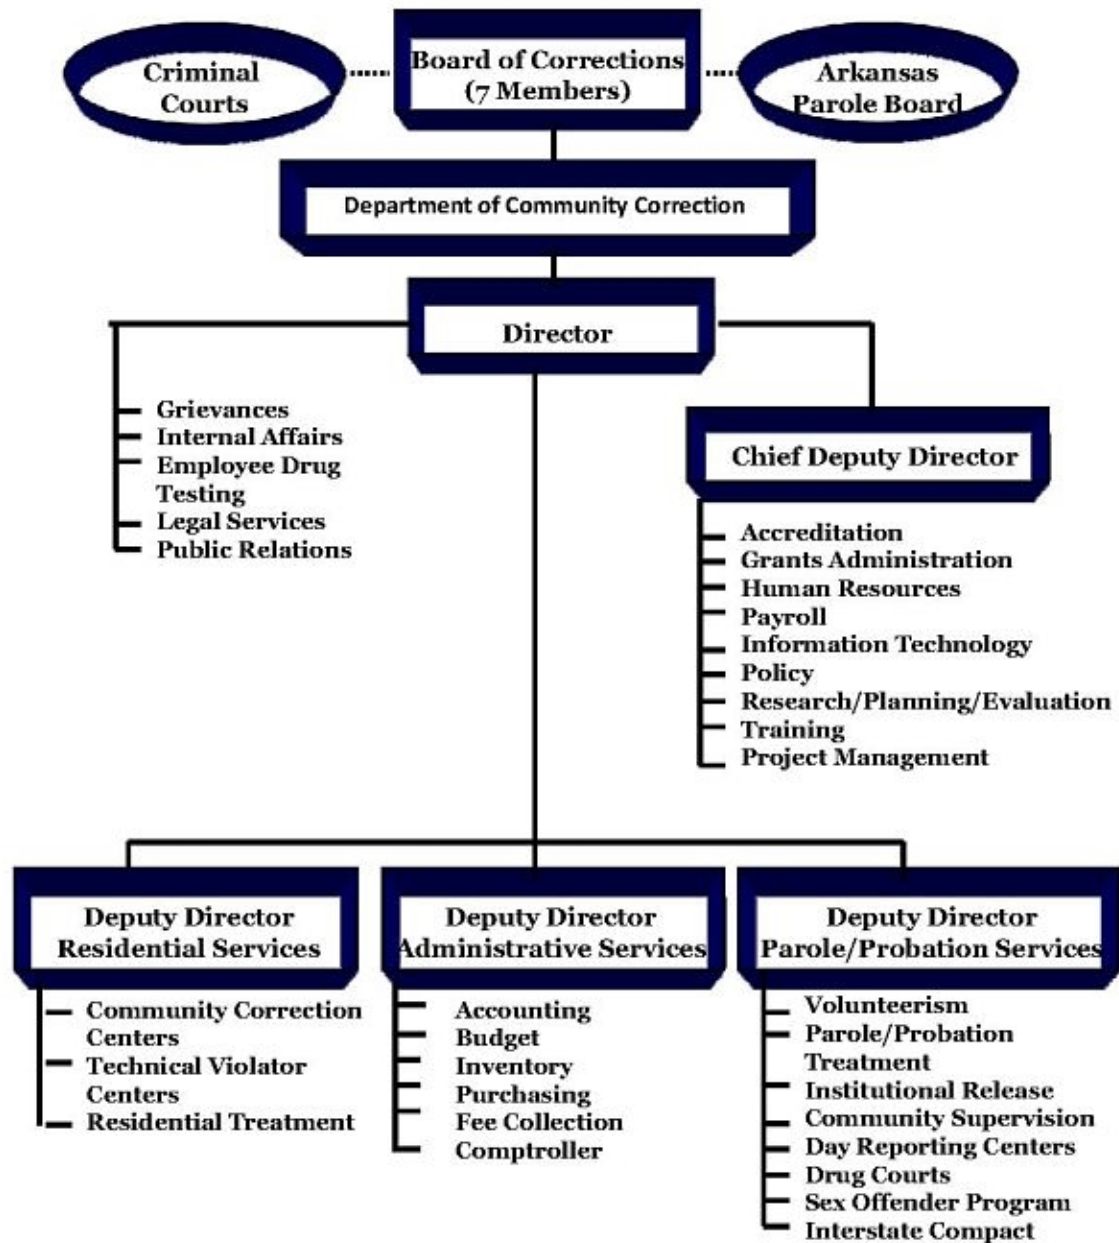 Criminal
Courts
Board of Corrections
(7 Members)
Arkansas
Parole Board
Department of Community Correction
Director
Grievances
Internal Affairs
Employee Drug
Testing
Legal Services
Public Relations
Chief Deputy Director
Accreditation
Grants Administration
Human Resources
Payroll
Information Technology
Policy
Research/Planning/Evaluation
Training
Project Management
Deputy Director
Residential Services
Community Correction
Centers
Technical Violator
Centers
Residential Treatment
Deputy Director
Administrative Services
Accounting
Budget
Inventory
Purchasing
Fee Collection
Comptroller
Deputy Director
Parole/Probation Services
Volunteerism
Parole/Probation
Treatment
Institutional Release
Community Supervision
Day Reporting Centers
Drug Courts
Sex Offender Program
Interstate Compact